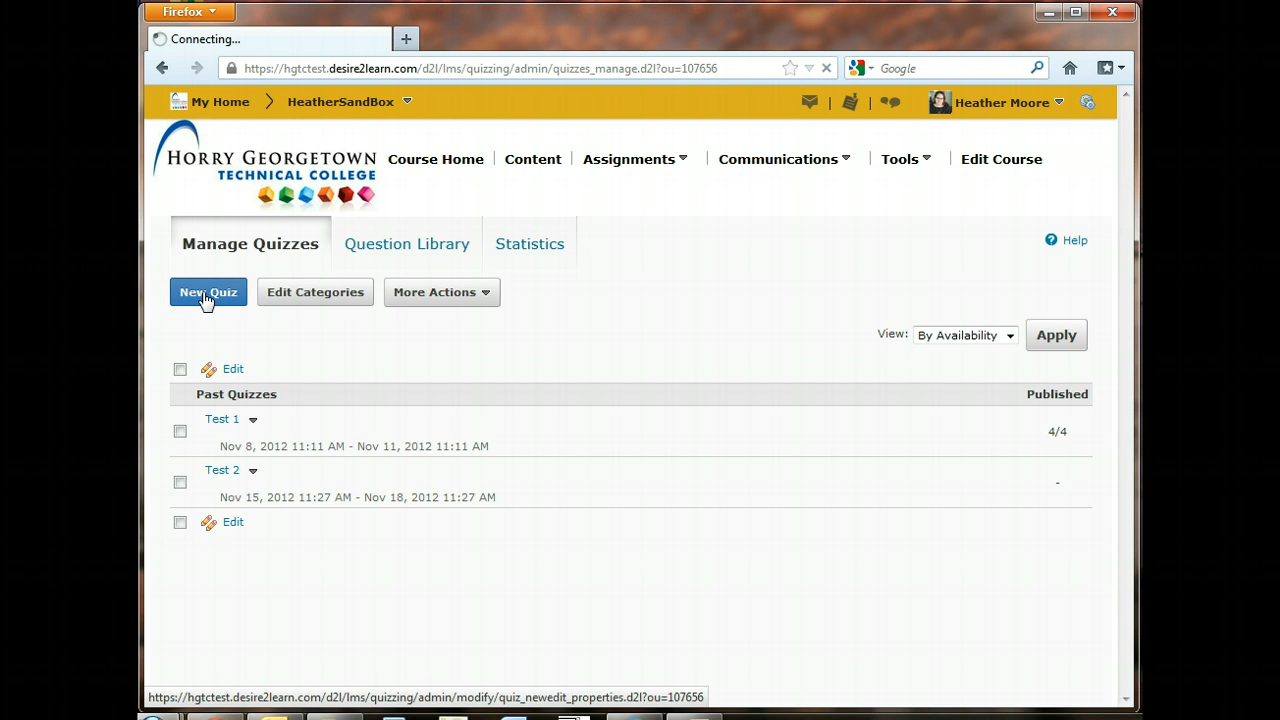 Firefox
Connecting...
https://hgtctest.desire2learn.com/d2l/lms/quizzing/admin/quizzes_manage.d2l?ou=107656
Google
My Home
HeatherSandBox
Heather Moore
HORRY GEORGETOWN
TECHNICAL COLLEGE
Course Home
Content
Assignments
Communications
Tools
Edit Course
Manage Quizzes
Question Library
Statistics
Help
New Quiz
Edit Categories
More Actions
View:
By Availability
Apply
Edit
Past Quizzes
Published
Test 1
4/4
Nov 8, 2012 11:11 AM - Nov 11, 2012 11:11 AM
Test 2
-
Nov 15, 2012 11:27 AM - Nov 18, 2012 11:27 AM
Edit
https://hgtctest.desire2learn.com/d2l/lms/quizzing/admin/modify/quiz_newedit_properties.d2l?ou=107656